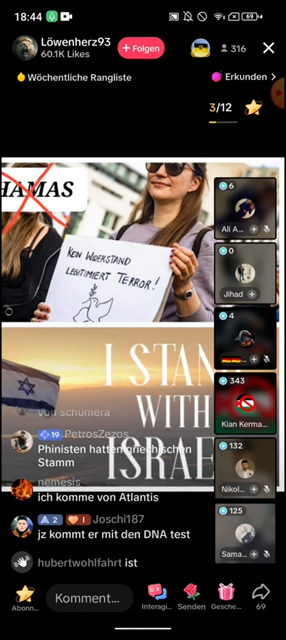 18:44
69
Löwenherz93
60.1K Likes
+ Folgen
316
Wöchentliche Rangliste
Erkunden >
3/12
HAMAS
KEIN WIDERSTAND
LEGITIMIERT TERROR!
6
Ali A...
0
Jihad
4
I STAN
WITH
ISRAE
343
Kian Kerma...
132
Nikol...
125
Sama...
von schumera
19 PetrosZezos
Phinisten hatten griechischen
Stamm
nemesis
ich komme von Atlantis
2 1 Joschi187
jz kommt er mit den DNA test
hubertwohlfahrt ist
Abonn...
Komment...
Interagi...
Senden
Gesche...
69